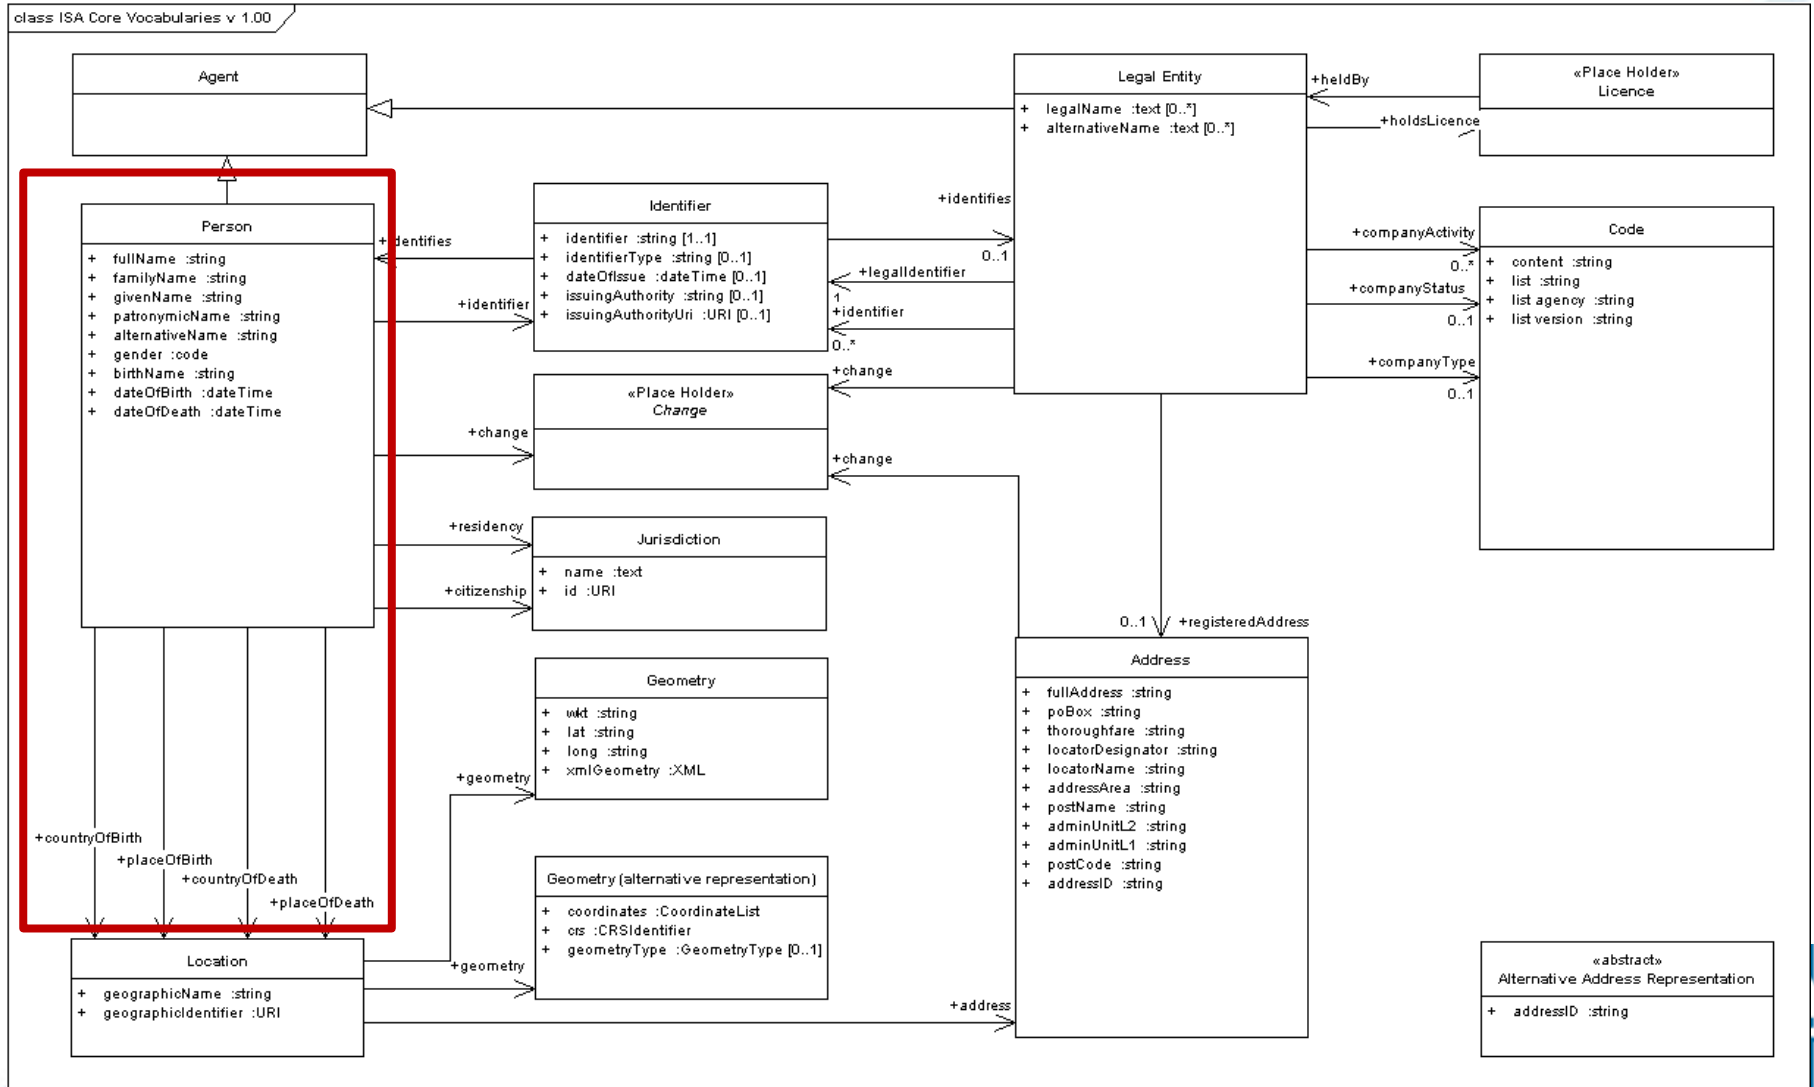 class ISA Core Vocabularies v 1.00
Agent
Legal Entity
+ legalName :text [0..*]
+ alternativeName :text [0..*]
+heldBy
+holdsLicence
«Place Holder»
Licence
Person
+ fullName :string
+ familyName :string
+ givenName :string
+ patronymicName :string
+ alternativeName :string
+ gender :code
+ birthName :string
+ dateOfBirth :dateTime
+ dateOfDeath :dateTime
+identifies
+identifier
Identifier
+ identifier :string [1..1]
+ identifierType :string [0..1]
+ dateOfIssue :dateTime [0..1]
+ issuingAuthority :string [0..1]
+ issuingAuthorityUri :URI [0..1]
+identifies
0..1
+legalIdentifier
1
+identifier
0..*
+change
+companyActivity
0..*
+companyStatus
0..1
+companyType
0..1
Code
+ content :string
+ list :string
+ list agency :string
+ list version :string
+change
«Place Holder»
Change
+change
+residency
+citizenship
Jurisdiction
+ name :text
+ id :URI
0..1
+registeredAddress
Geometry
+ wkt :string
+ lat :string
+ long :string
+ xmlGeometry :XML
+geometry
Address
+ fullAddress :string
+ poBox :string
+ thoroughfare :string
+ locatorDesignator :string
+ locatorName :string
+ addressArea :string
+ postName :string
+ adminUnitL2 :string
+ adminUnitL1 :string
+ postCode :string
+ addressID :string
+countryOfBirth
+placeOfBirth
+countryOfDeath
+placeOfDeath
Geometry (alternative representation)
+ coordinates :CoordinateList
+ crs :CRSIdentifier
+ geometryType :GeometryType [0..1]
+geometry
Location
+ geographicName :string
+ geographicIdentifier :URI
+address
«abstract»
Alternative Address Representation
+ addressID :string